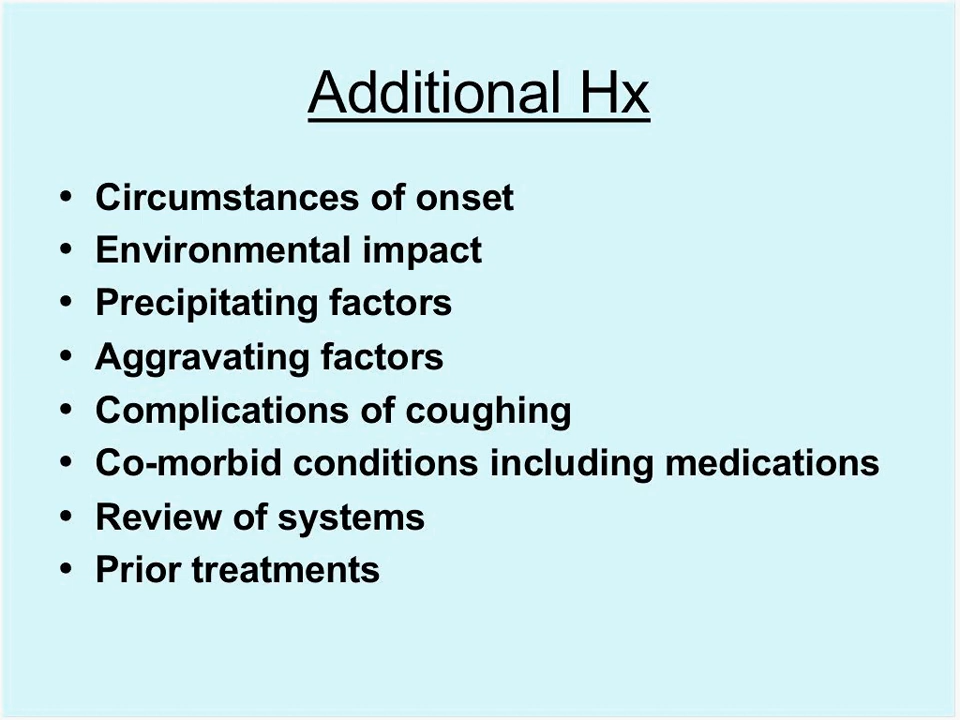 Additional Hx
• Circumstances of onset
• Environmental impact
• Precipitating factors
• Aggravating factors
• Complications of coughing
• Co-morbid conditions including medications
• Review of systems
• Prior treatments